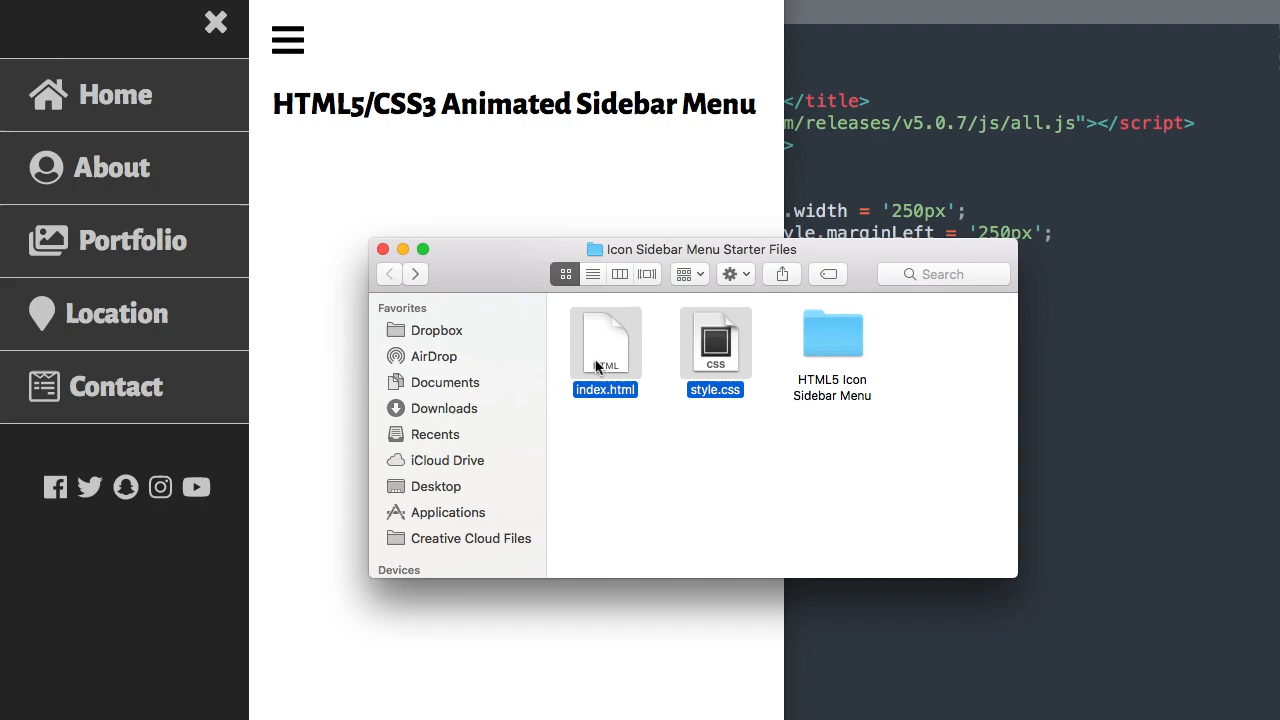 Home
About
Portfolio
Location
Contact
HTML5/CSS3 Animated Sidebar Menu
</title>
m/releases/v5.0.7/js/all.js"></script>
>
.width = '250px';
yle.marginLeft = '250px';
Icon Sidebar Menu Starter Files
Search
Favorites
Dropbox
AirDrop
Documents
Downloads
Recents
iCloud Drive
Desktop
Applications
Creative Cloud Files
Devices
HTML
index.html
CSS
style.css
HTML5 Icon
Sidebar Menu